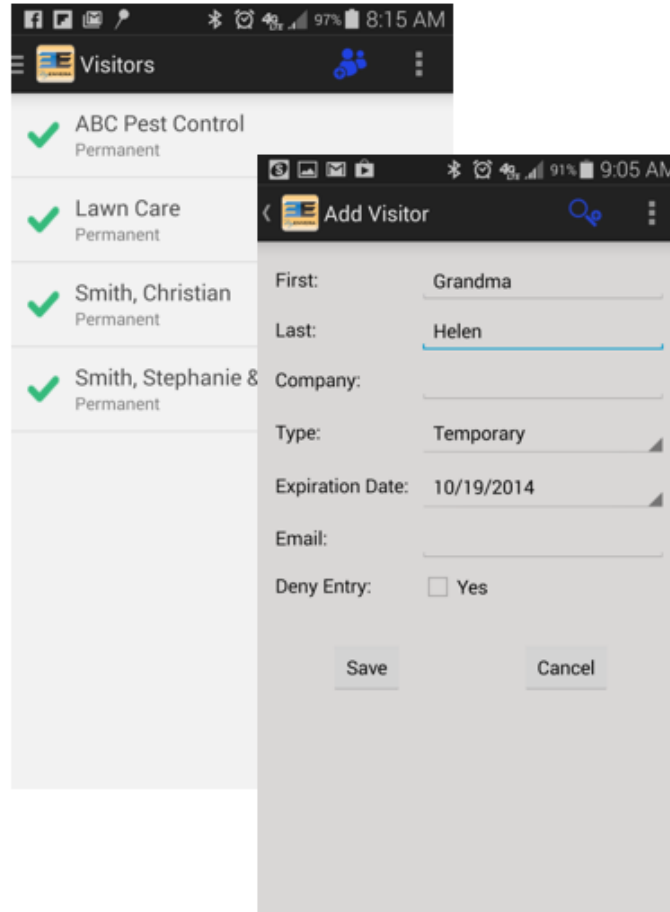 97% 8:15 AM
Visitors
ABC Pest Control
Permanent
Lawn Care
Permanent
Smith, Christian
Permanent
Smith, Stephanie &
Permanent
91% 9:05 AM
Add Visitor
First: Grandma
Last: Helen
Company:
Type: Temporary
Expiration Date: 10/19/2014
Email:
Deny Entry: Yes
Save Cancel